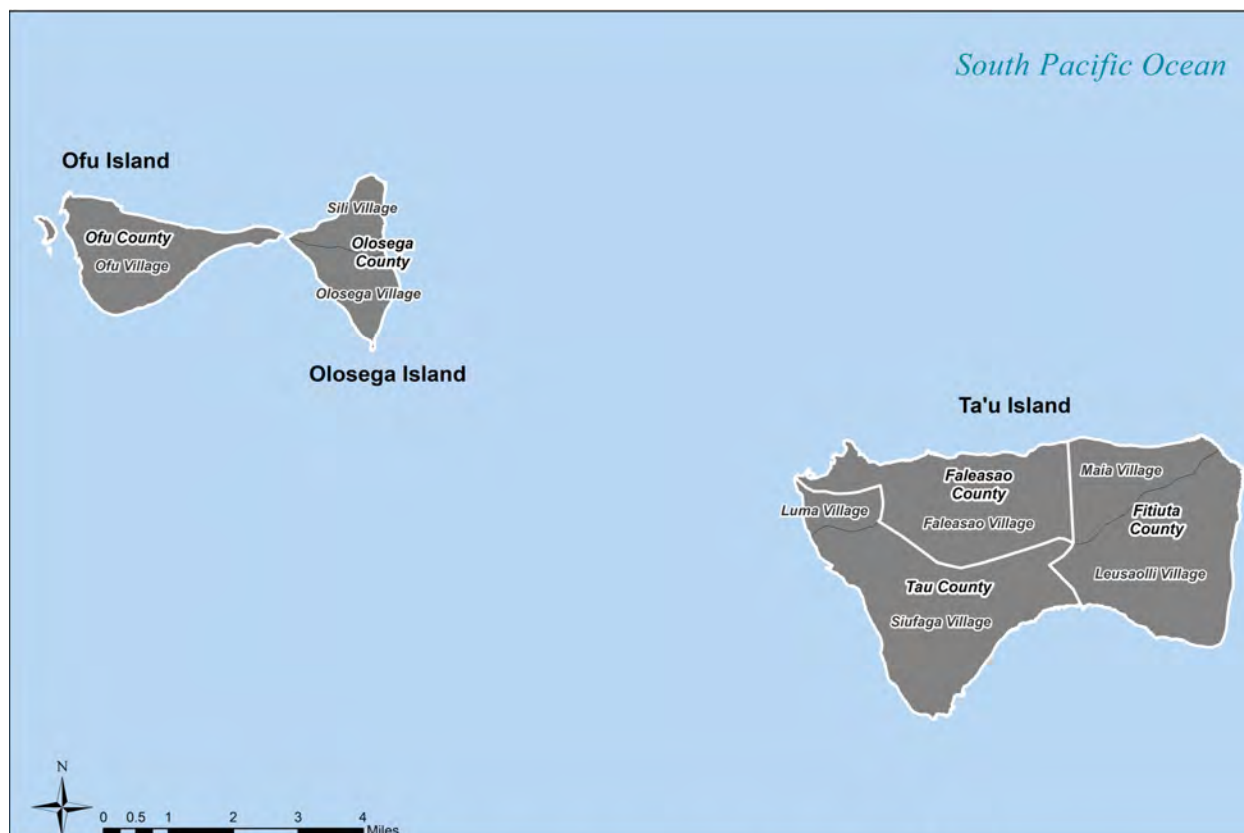 South Pacific Ocean
Ofu Island
Sili Village
Ofu County
Olosega
County
Ofu Village
Olosega Village
Olosega Island
Ta'u Island
Maia Village
Faleasao
County
Luma Village
Fitiuta
County
Faleasao Village
Leusaolli Village
Tau County
Siufaga Village
N
0 0.5 1 2 3 4
Miles